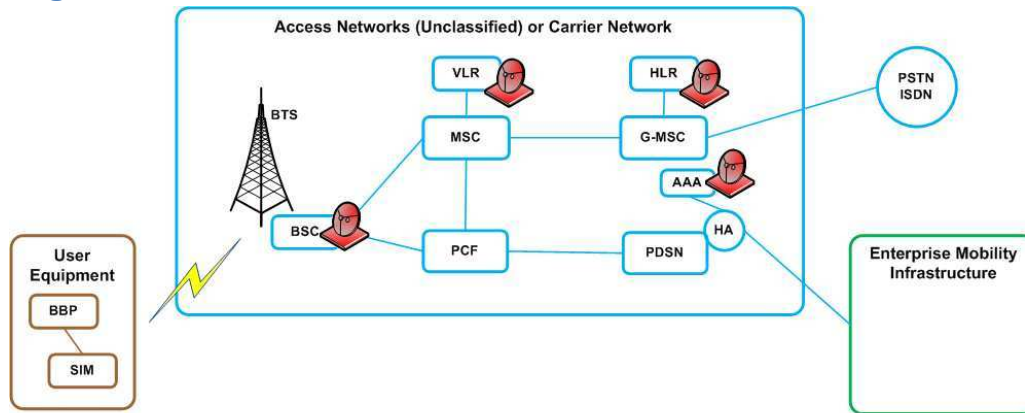 Access Networks (Unclassified) or Carrier Network
VLR
HLR
PSTN
ISDN
BTS
MSC
G-MSC
AAA
BSC
PCF
PDSN
HA
User
Equipment
BBP
SIM
Enterprise Mobility
Infrastructure